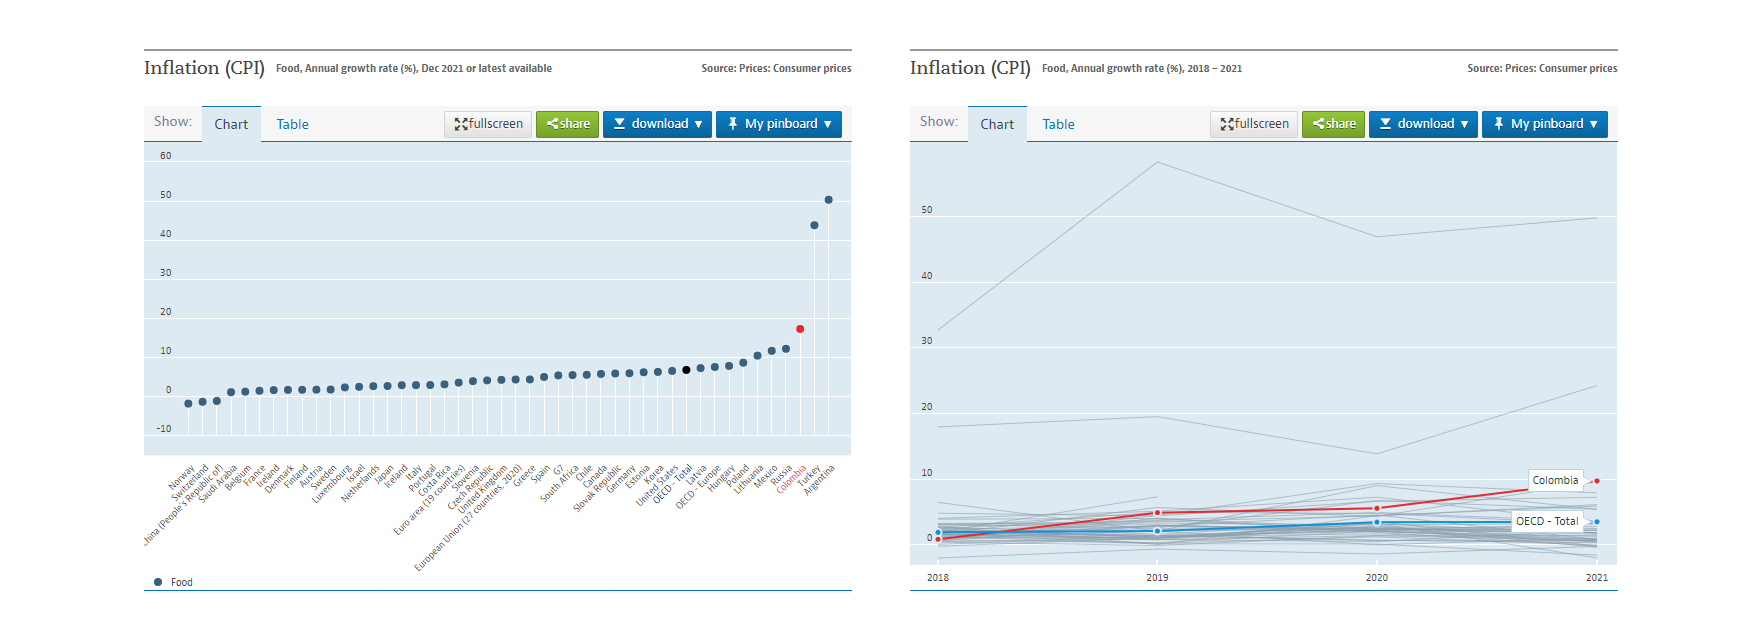 Inflation (CPI) Food, Annual growth rate (%), Dec 2021 or latest available Source: Prices: Consumer prices
Show: Chart Table fullscreen share download ▼ My pinboard ▼
60
50
40
30
20
10
0
-10
Norway
Switzerland
China (People's Republic of)
Saudi Arabia
Belgium
France
Ireland
Denmark
Finland
Austria
Sweden
Luxembourg
Israel
Netherlands
Japan
Iceland
Italy
Portugal
Costa Rica
Euro area (19 countries)
Slovenia
Czech Republic
United Kingdom
European Union (27 countries, 2020)
Greece
Spain
G7
South Africa
Chile
Canada
Slovak Republic
Germany
Estonia
Korea
United States
OECD - Total
Latvia
OECD - Europe
Hungary
Poland
Lithuania
Mexico
Russia
Colombia
Turkey
Argentina
Food
Inflation (CPI) Food, Annual growth rate (%), 2018 – 2021 Source: Prices: Consumer prices
Show: Chart Table fullscreen share download ▼ My pinboard ▼
50
40
30
20
10
0
Colombia
OECD - Total
2018 2019 2020 2021